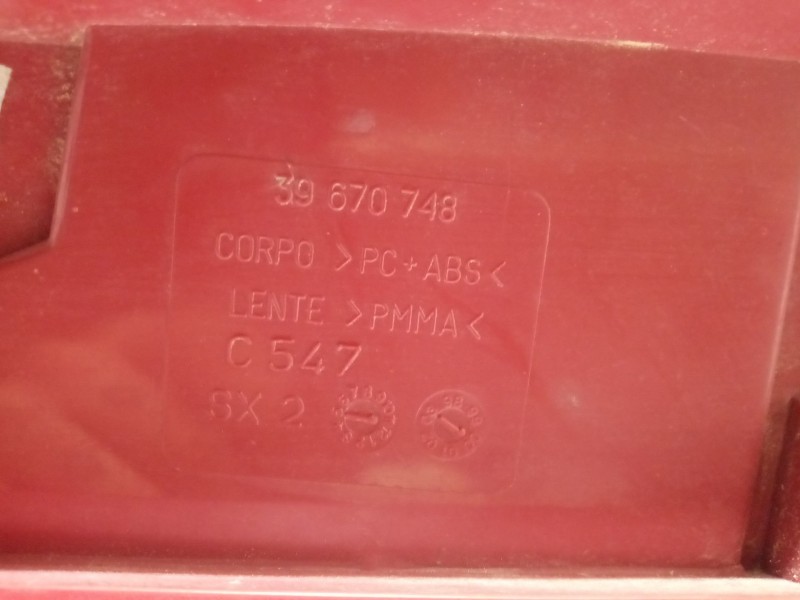 39 670 748
CORPO >PC+ABS<
LENTE >PMMA<
C 547
SX 2